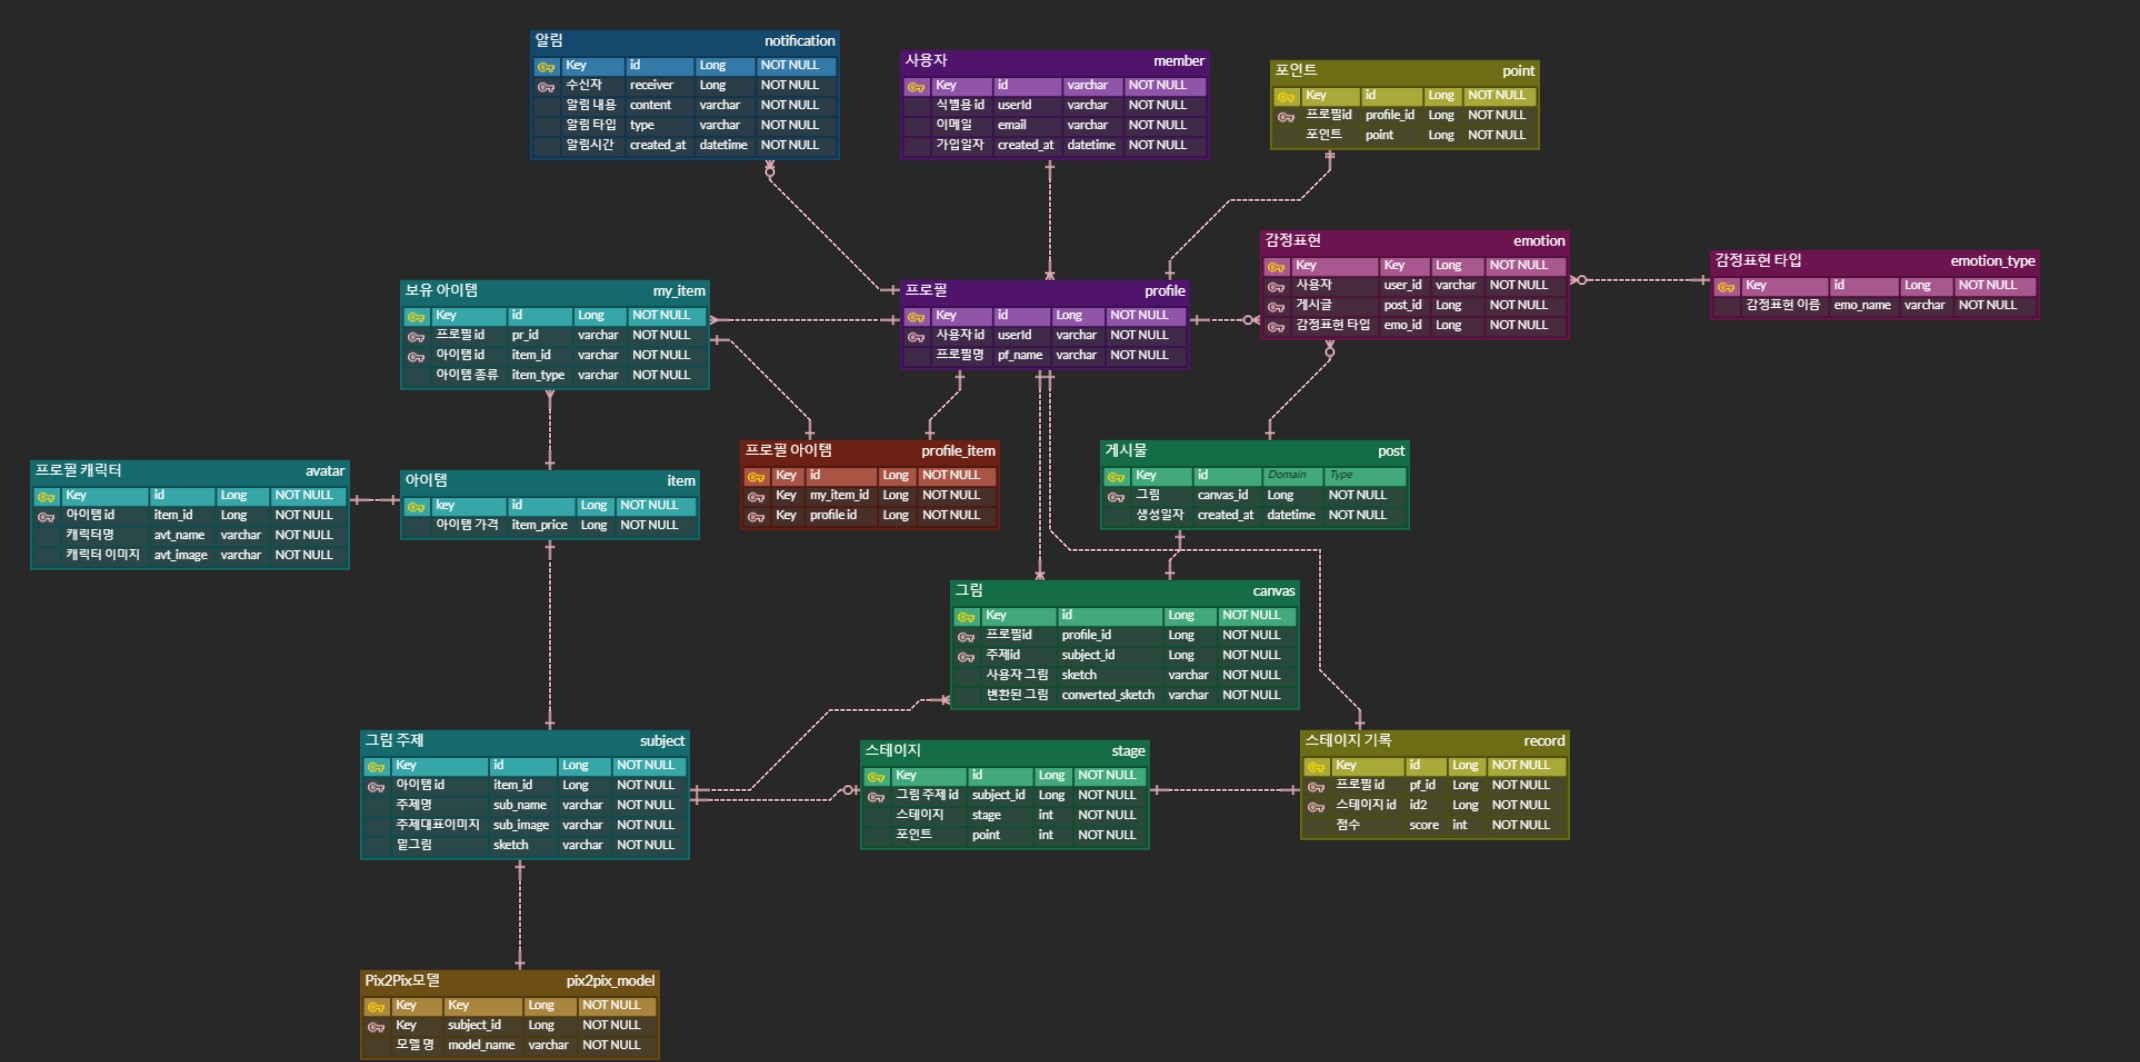 알림 notification
Key id Long NOT NULL
수신자 receiver Long NOT NULL
알림 내용 content varchar NOT NULL
알림 타입 type varchar NOT NULL
알림시간 created_at datetime NOT NULL
사용자 member
Key id varchar NOT NULL
식별용 id userId varchar NOT NULL
이메일 email varchar NOT NULL
가입일자 created_at datetime NOT NULL
포인트 point
Key id Long NOT NULL
프로필id profile_id Long NOT NULL
포인트 point Long NOT NULL
감정표현 emotion
Key Key Long NOT NULL
사용자 user_id varchar NOT NULL
게시글 post_id Long NOT NULL
감정표현 타입 emo_id Long NOT NULL
감정표현 타입 emotion_type
Key id Long NOT NULL
감정표현 이름 emo_name varchar NOT NULL
보유 아이템 my_item
Key id Long NOT NULL
프로필 id pr_id varchar NOT NULL
아이템 id item_id varchar NOT NULL
아이템 종류 item_type varchar NOT NULL
프로필 profile
Key id Long NOT NULL
사용자 id userId varchar NOT NULL
프로필명 pf_name varchar NOT NULL
프로필 캐릭터 avatar
Key id Long NOT NULL
아이템 id item_id Long NOT NULL
캐릭터명 avt_name varchar NOT NULL
캐릭터 이미지 avt_image varchar NOT NULL
아이템 item
key id Long NOT NULL
아이템 가격 item_price Long NOT NULL
프로필 아이템 profile_item
Key id Long NOT NULL
Key my_item_id Long NOT NULL
Key profile id Long NOT NULL
게시물 post
Key id Domain Type
그림 canvas_id Long NOT NULL
생성일자 created_at datetime NOT NULL
그림 canvas
Key id Long NOT NULL
프로필id profile_id Long NOT NULL
주제id subject_id Long NOT NULL
사용자 그림 sketch varchar NOT NULL
변환된 그림 converted_sketch varchar NOT NULL
그림 주제 subject
Key id Long NOT NULL
아이템 id item_id Long NOT NULL
주제명 sub_name varchar NOT NULL
주제대표이미지 sub_image varchar NOT NULL
밑그림 sketch varchar NOT NULL
스테이지 stage
Key id Long NOT NULL
그림 주제 id subject_id Long NOT NULL
스테이지 stage int NOT NULL
포인트 point int NOT NULL
스테이지 기록 record
Key id Long NOT NULL
프로필 id pf_id Long NOT NULL
스테이지 id id2 Long NOT NULL
점수 score int NOT NULL
Pix2Pix모델 pix2pix_model
Key Key Long NOT NULL
Key subject_id Long NOT NULL
모델 명 model_name varchar NOT NULL